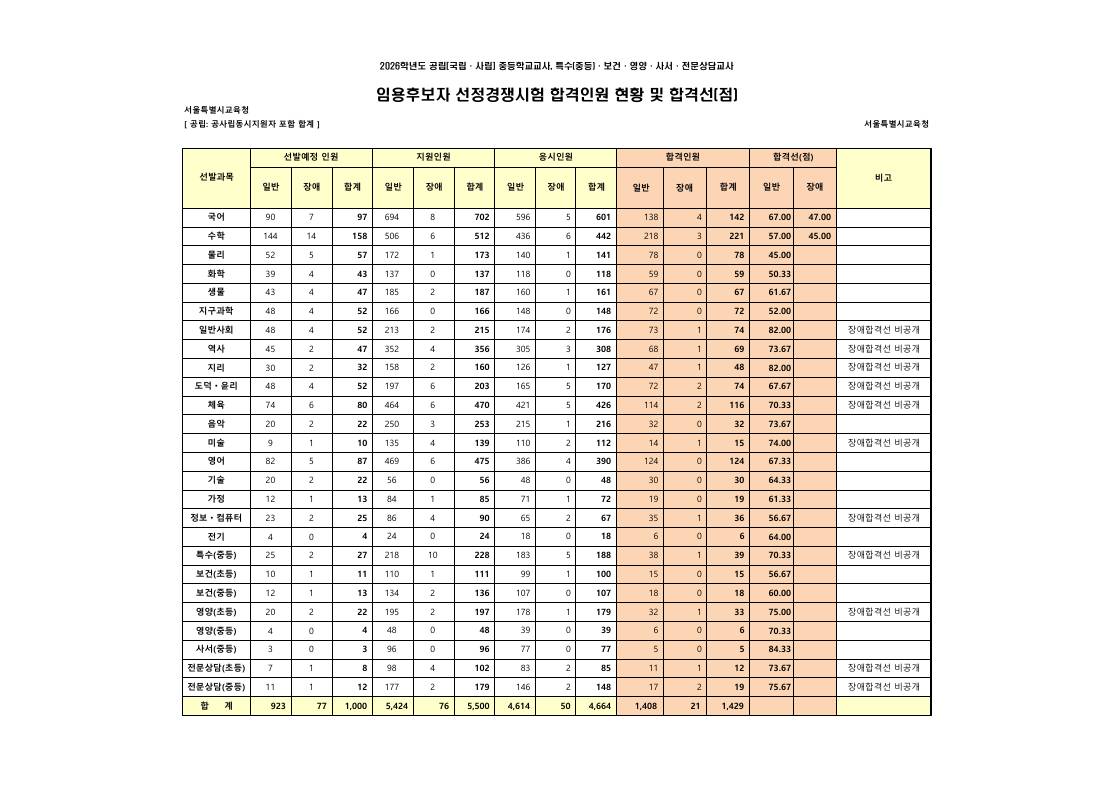 2026학년도 공립(국립ㆍ사립) 중등학교교사, 특수(중등)ㆍ보건ㆍ영양ㆍ사서ㆍ전문상담교사
임용후보자 선정경쟁시험 합격인원 현황 및 합격선(점)
서울특별시교육청
[ 공립: 공사립동시지원자 포함 합계 ] 서울특별시교육청
선발과목 선발예정 인원 지원인원 응시인원 합격인원 합격선(점) 비고
일반 장애 합계 일반 장애 합계 일반 장애 합계 일반 장애 합계 일반 장애
국어 90 7 97 694 8 702 596 5 601 138 4 142 67.00 47.00
수학 144 14 158 506 6 512 436 6 442 218 3 221 57.00 45.00
물리 52 5 57 172 1 173 140 1 141 78 0 78 45.00
화학 39 4 43 137 0 137 118 0 118 59 0 59 50.33
생물 43 4 47 185 2 187 160 1 161 67 0 67 61.67
지구과학 48 4 52 166 0 166 148 0 148 72 0 72 52.00
일반사회 48 4 52 213 2 215 174 2 176 73 1 74 82.00 장애합격선 비공개
역사 45 2 47 352 4 356 305 3 308 68 1 69 73.67 장애합격선 비공개
지리 30 2 32 158 2 160 126 1 127 47 1 48 82.00 장애합격선 비공개
도덕·윤리 48 4 52 197 6 203 165 5 170 72 2 74 67.67 장애합격선 비공개
체육 74 6 80 464 6 470 421 5 426 114 2 116 70.33 장애합격선 비공개
음악 20 2 22 250 3 253 215 1 216 32 0 32 73.67
미술 9 1 10 135 4 139 110 2 112 14 1 15 74.00 장애합격선 비공개
영어 82 5 87 469 6 475 386 4 390 124 0 124 67.33
기술 20 2 22 56 0 56 48 0 48 30 0 30 64.33
가정 12 1 13 84 1 85 71 1 72 19 0 19 61.33
정보·컴퓨터 23 2 25 86 4 90 65 2 67 35 1 36 56.67 장애합격선 비공개
전기 4 0 4 24 0 24 18 0 18 6 0 6 64.00
특수(중등) 25 2 27 218 10 228 183 5 188 38 1 39 70.33 장애합격선 비공개
보건(초등) 10 1 11 110 1 111 99 1 100 15 0 15 56.67
보건(중등) 12 1 13 134 2 136 107 0 107 18 0 18 60.00
영양(초등) 20 2 22 195 2 197 178 1 179 32 1 33 75.00 장애합격선 비공개
영양(중등) 4 0 4 48 0 48 39 0 39 6 0 6 70.33
사서(중등) 3 0 3 96 0 96 77 0 77 5 0 5 84.33
전문상담(초등) 7 1 8 98 4 102 83 2 85 11 1 12 73.67 장애합격선 비공개
전문상담(중등) 11 1 12 177 2 179 146 2 148 17 2 19 75.67 장애합격선 비공개
합 계 923 77 1,000 5,424 76 5,500 4,614 50 4,664 1,408 21 1,429